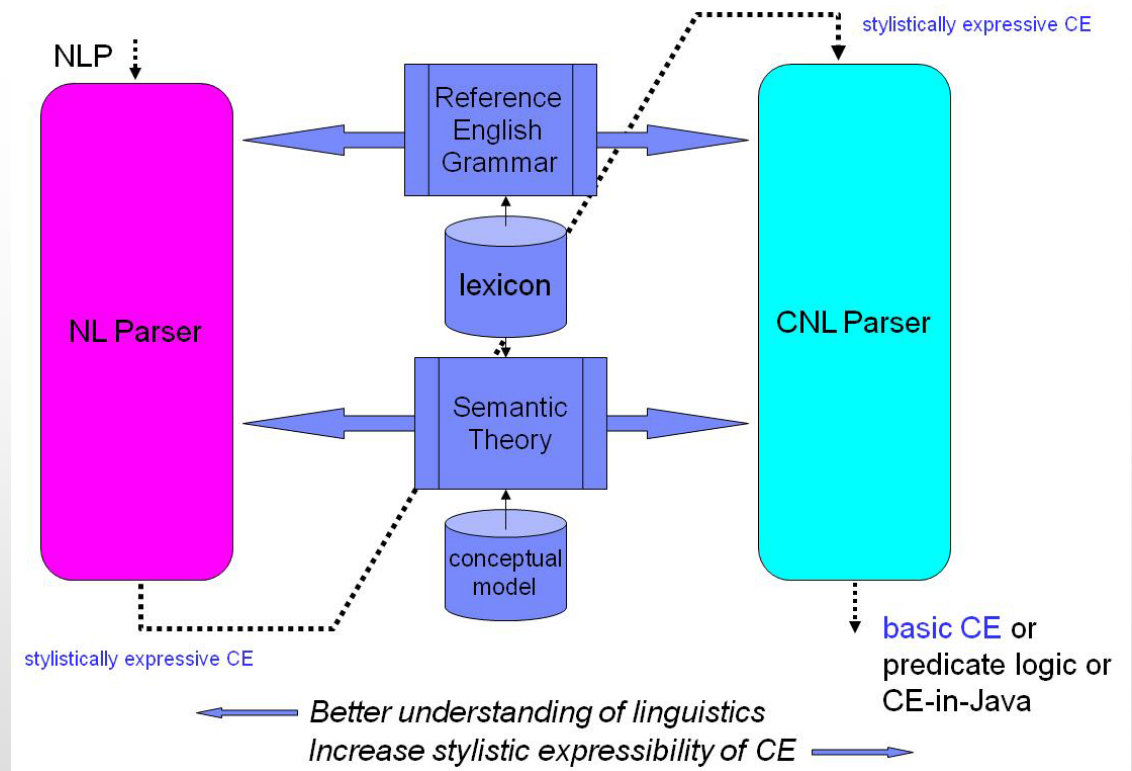 stylistically expressive CE
NLP
Reference
English
Grammar
lexicon
NL Parser
CNL Parser
Semantic
Theory
conceptual
model
basic CE or
predicate logic or
CE-in-Java
stylistically expressive CE
Better understanding of linguistics
Increase stylistic expressibility of CE